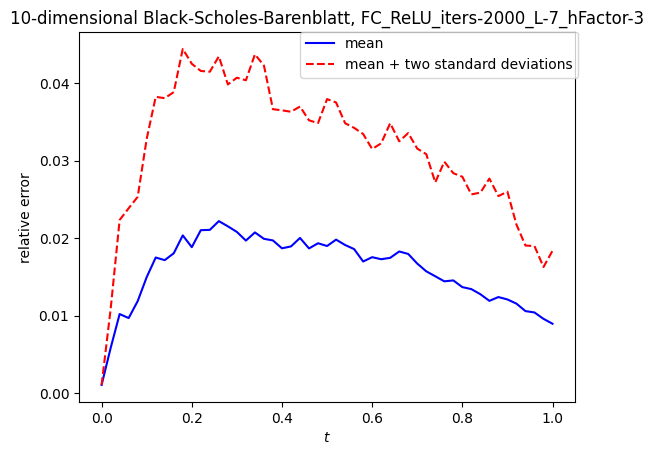 10-dimensional Black-Scholes-Barenblatt, FC_ReLU_iters-2000_L-7_hFactor-3
mean
mean + two standard deviations
relative error
0.04
0.03
0.02
0.01
0.00
0.0 0.2 0.4 0.6 0.8 1.0
t